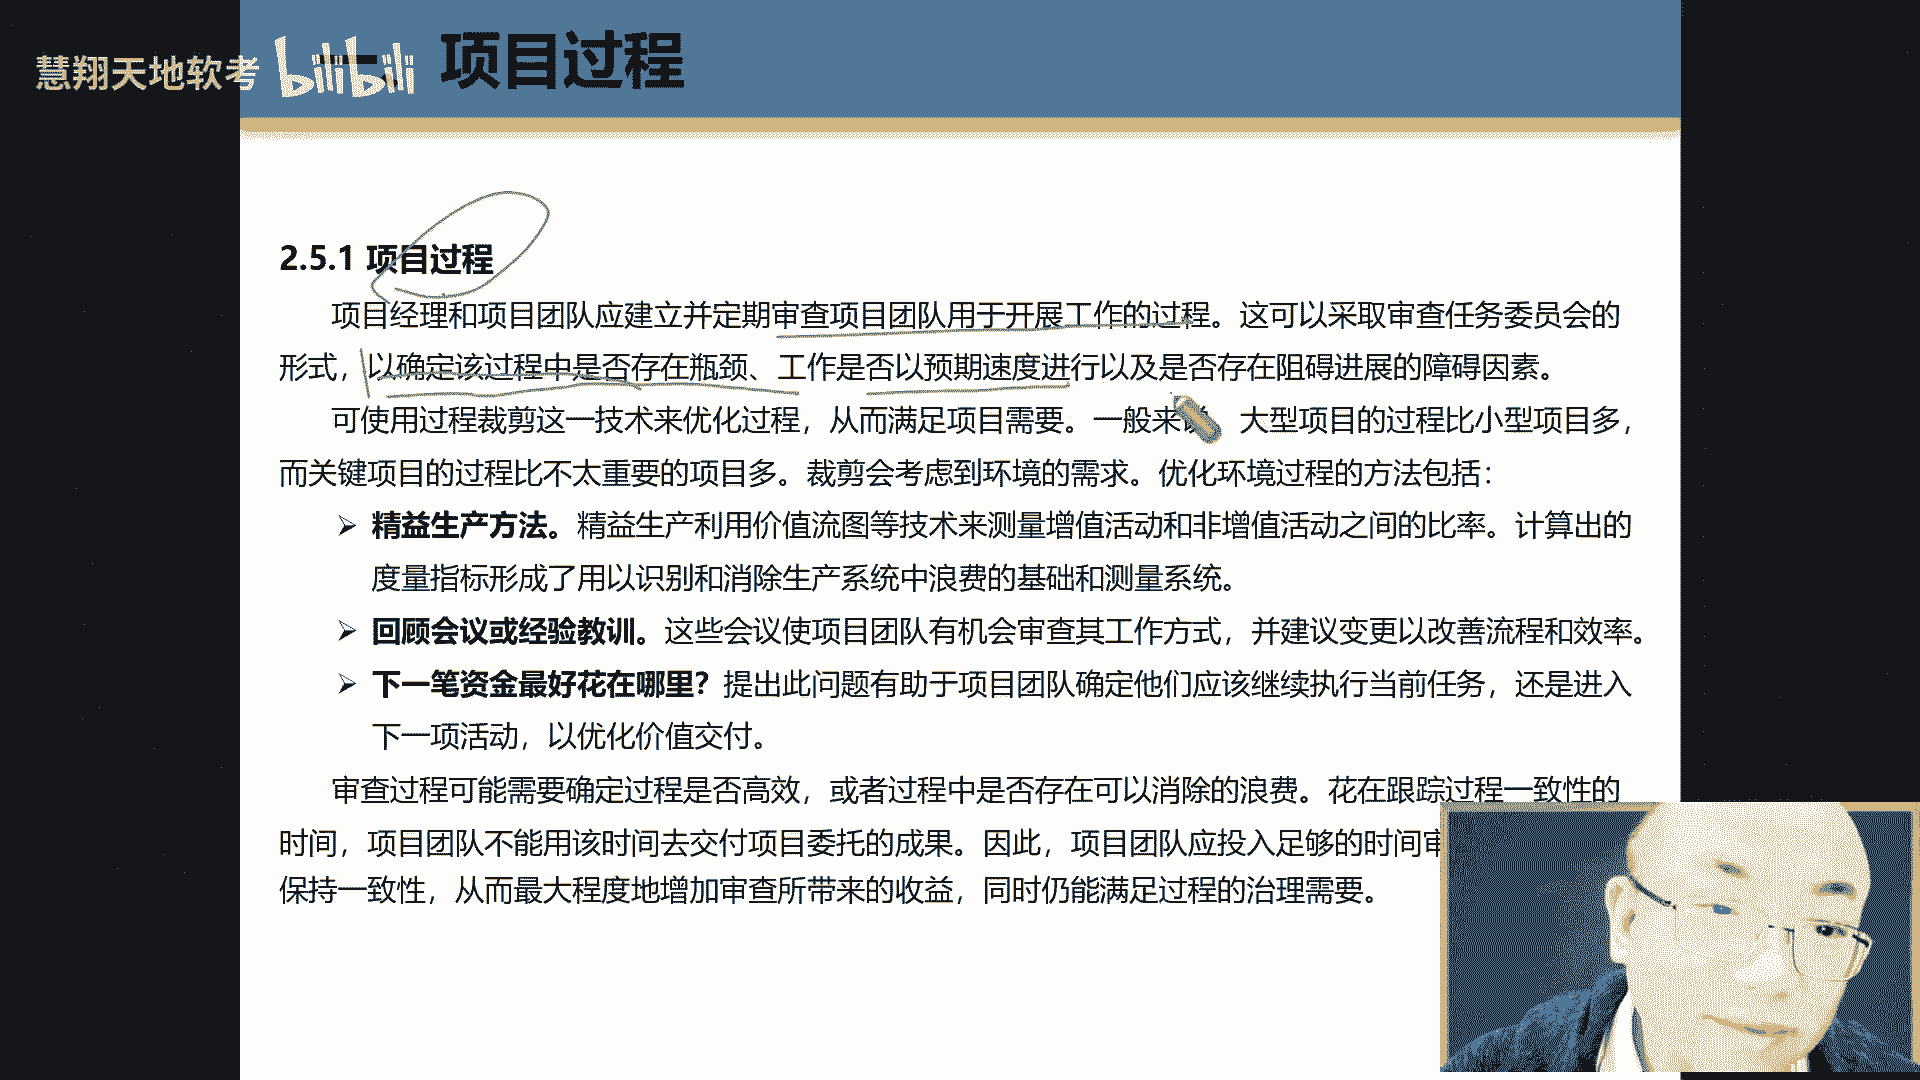 慧翔天地软考 bilibili
一、项目过程
2.5.1 项目过程
项目经理和项目团队应建立并定期审查项目团队用于开展工作的过程。这可以采取审查任务委员会的
形式，以确定该过程中是否存在瓶颈、工作是否以预期速度进行以及是否存在阻碍进展的障碍因素。
可使用过程裁剪这一技术来优化过程，从而满足项目需要。一般来说，大型项目的过程比小型项目多，
而关键项目的过程比不太重要的项目多。裁剪会考虑到环境的需求。优化环境过程的方法包括：
➢ 精益生产方法。精益生产利用价值流图等技术来测量增值活动和非增值活动之间的比率。计算出的
度量指标形成了用以识别和消除生产系统中浪费的基础和测量系统。
➢ 回顾会议或经验教训。这些会议使项目团队有机会审查其工作方式，并建议变更以改善流程和效率。
➢ 下一笔资金最好花在哪里？提出此问题有助于项目团队确定他们应该继续执行当前任务，还是进入
下一项活动，以优化价值交付。
审查过程可能需要确定过程是否高效，或者过程中是否存在可以消除的浪费。花在跟踪过程一致性的
时间，项目团队不能用该时间去交付项目委托的成果。因此，项目团队应投入足够的时间审
保持一致性，从而最大程度地增加审查所带来的收益，同时仍能满足过程的治理需要。